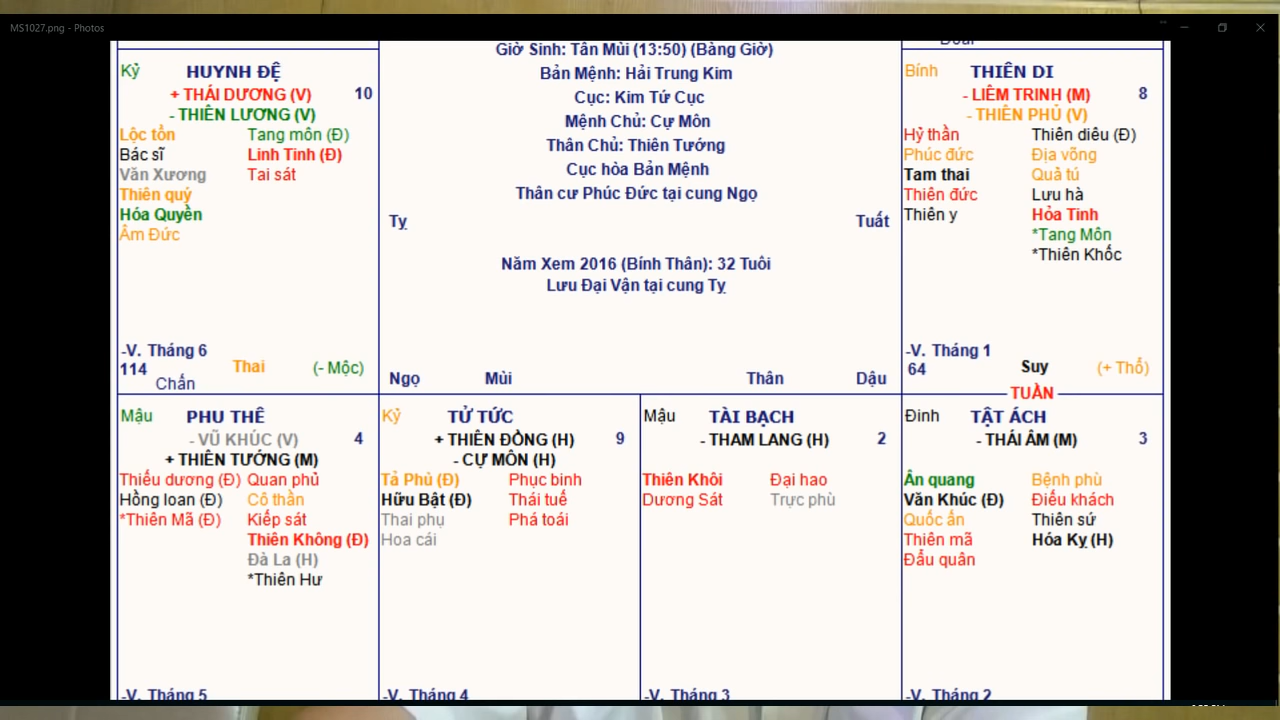 MS1027.png - Photos
Giờ Sinh: Tân Mùi (13:50) (Bàng Giờ)
Bản Mệnh: Hải Trung Kim
Cục: Kim Tứ Cục
Mệnh Chủ: Cự Môn
Thân Chủ: Thiên Tướng
Cục hòa Bản Mệnh
Thân cư Phúc Đức tại cung Ngọ
Tỵ
Tuất
Năm Xem 2016 (Bính Thân): 32 Tuổi
Lưu Đại Vận tại cung Tỵ
Ngọ
Mùi
Thân
Dậu
Kỷ
HUYNH ĐỆ
+ THÁI DƯƠNG (V)
10
- THIÊN LƯƠNG (V)
Lộc tồn
Tang môn (Đ)
Bác sĩ
Linh Tinh (Đ)
Văn Xương
Tai sát
Thiên quý
Hóa Quyền
Âm Đức
-V. Tháng 6
114
Thai
(- Mộc)
Chấn
Bính
THIÊN DI
- LIÊM TRINH (M)
8
- THIÊN PHỦ (V)
Hỷ thần
Thiên diêu (Đ)
Phúc đức
Địa võng
Tam thai
Quả tú
Thiên đức
Lưu hà
Thiên y
Hỏa Tinh
*Tang Môn
*Thiên Khốc
-V. Tháng 1
64
Suy
(+ Thổ)
TUẦN
Mậu
PHU THÊ
- VŨ KHÚC (V)
4
+ THIÊN TƯỚNG (M)
Thiếu dương (Đ)
Quan phủ
Hồng loan (Đ)
Cô thần
*Thiên Mã (Đ)
Kiếp sát
Thiên Không (Đ)
Đà La (H)
*Thiên Hư
-V. Tháng 5
Kỷ
TỬ TỨC
+ THIÊN ĐỒNG (H)
9
- CỰ MÔN (H)
Tả Phù (Đ)
Phục binh
Hữu Bật (Đ)
Thái tuế
Thai phụ
Phá toái
Hoa cái
-V. Tháng 4
Mậu
TÀI BẠCH
- THAM LANG (H)
2
Thiên Khôi
Đại hao
Dương Sát
Trực phù
-V. Tháng 3
Đinh
TẬT ÁCH
- THÁI ÂM (M)
3
Ân quang
Bệnh phù
Văn Khúc (Đ)
Điếu khách
Quốc ấn
Thiên sứ
Thiên mã
Hóa Kỵ (H)
Đẩu quân
-V. Tháng 2